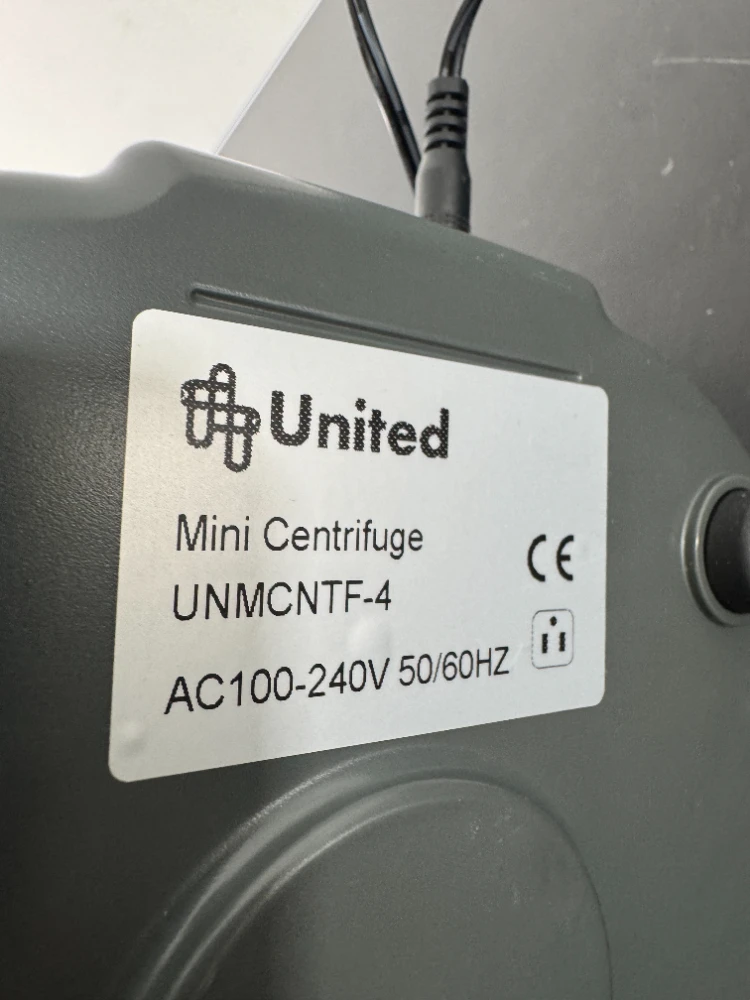 United
Mini Centrifuge
UNMCNTF-4
CE
AC100-240V 50/60HZ